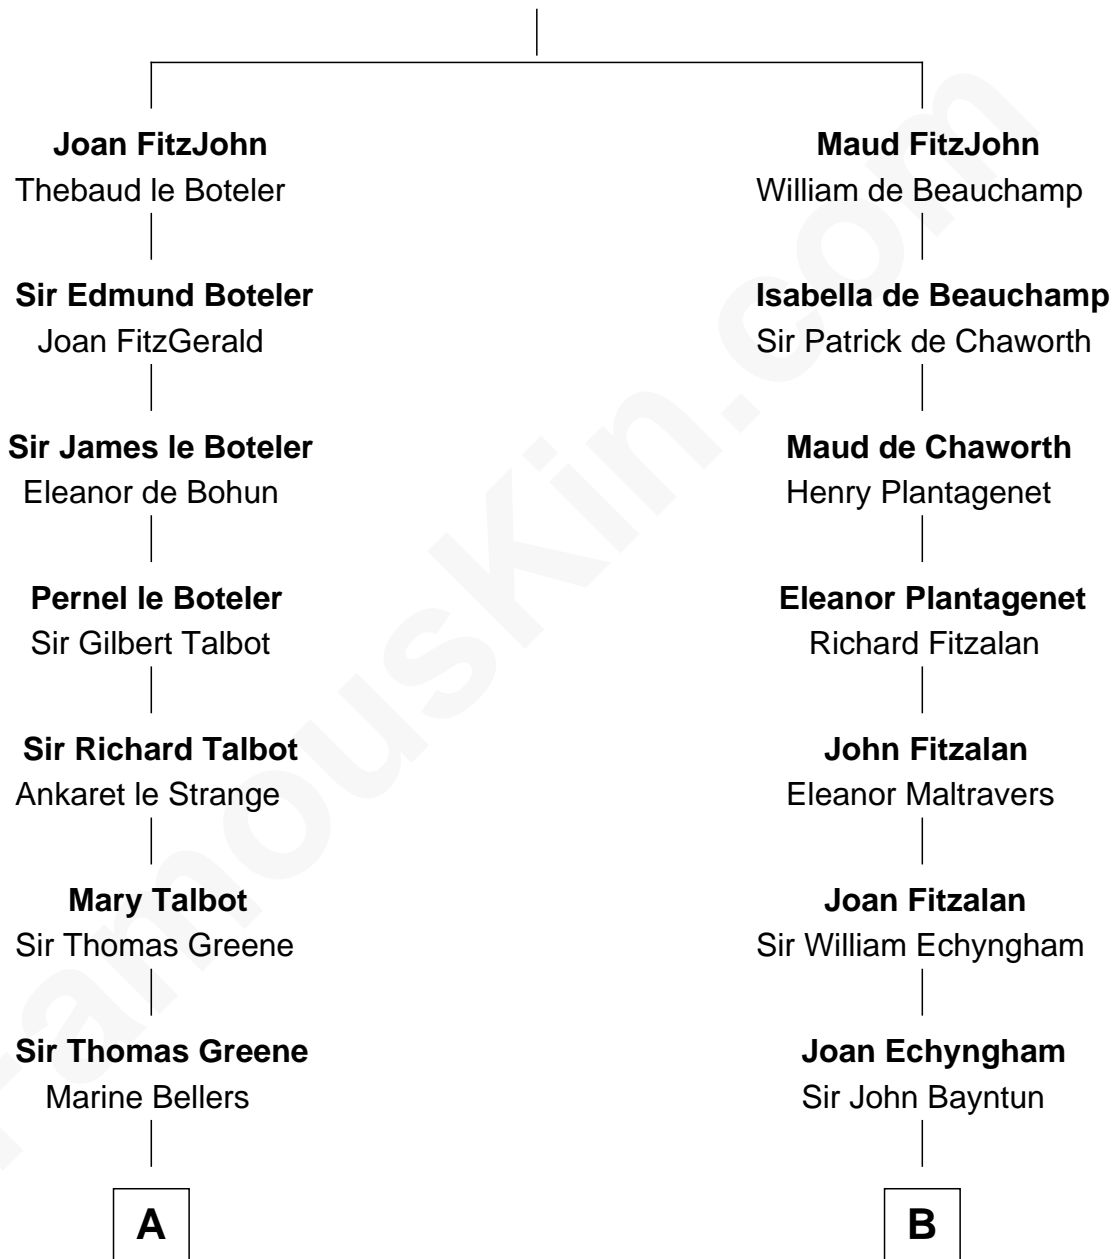 Joan FitzJohn
Thebaud le Boteler
Sir Edmund Boteler
Joan FitzGerald
Sir James le Boteler
Eleanor de Bohun
Pernel le Boteler
Sir Gilbert Talbot
Sir Richard Talbot
Ankaret le Strange
Mary Talbot
Sir Thomas Greene
Sir Thomas Greene
Marine Bellers
A
Maud FitzJohn
William de Beauchamp
Isabella de Beauchamp
Sir Patrick de Chaworth
Maud de Chaworth
Henry Plantagenet
Eleanor Plantagenet
Richard Fitzalan
John Fitzalan
Eleanor Maltravers
Joan Fitzalan
Sir William Echyngham
Joan Echyngham
Sir John Bayntun
B
FamousKin.com